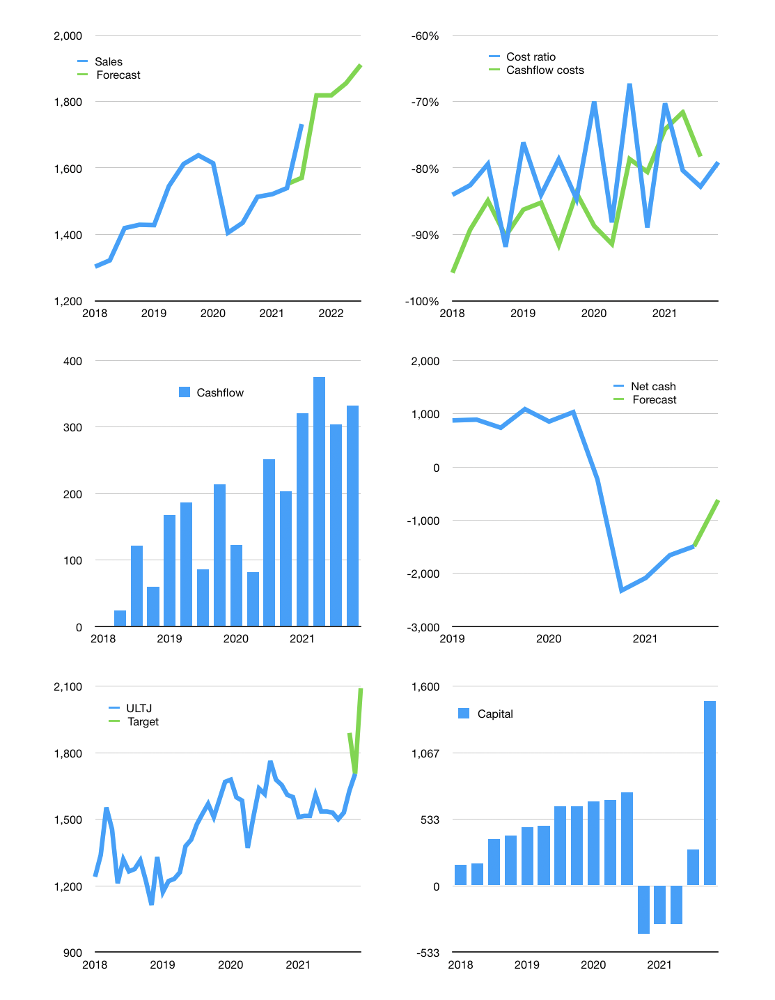 2,000
Sales
Forecast
1,800
1,600
1,400
1,200
2018 2019 2020 2021 2022
-60%
Cost ratio
Cashflow costs
-70%
-80%
-90%
-100%
2018 2019 2020 2021
400
Cashflow
300
200
100
0
2018 2019 2020 2021
2,000
Net cash
Forecast
1,000
0
-1,000
-2,000
-3,000
2019 2020 2021
2,100
ULTJ
Target
1,800
1,500
1,200
900
2018 2019 2020 2021
1,600
Capital
1,067
533
0
-533
2018 2019 2020 2021